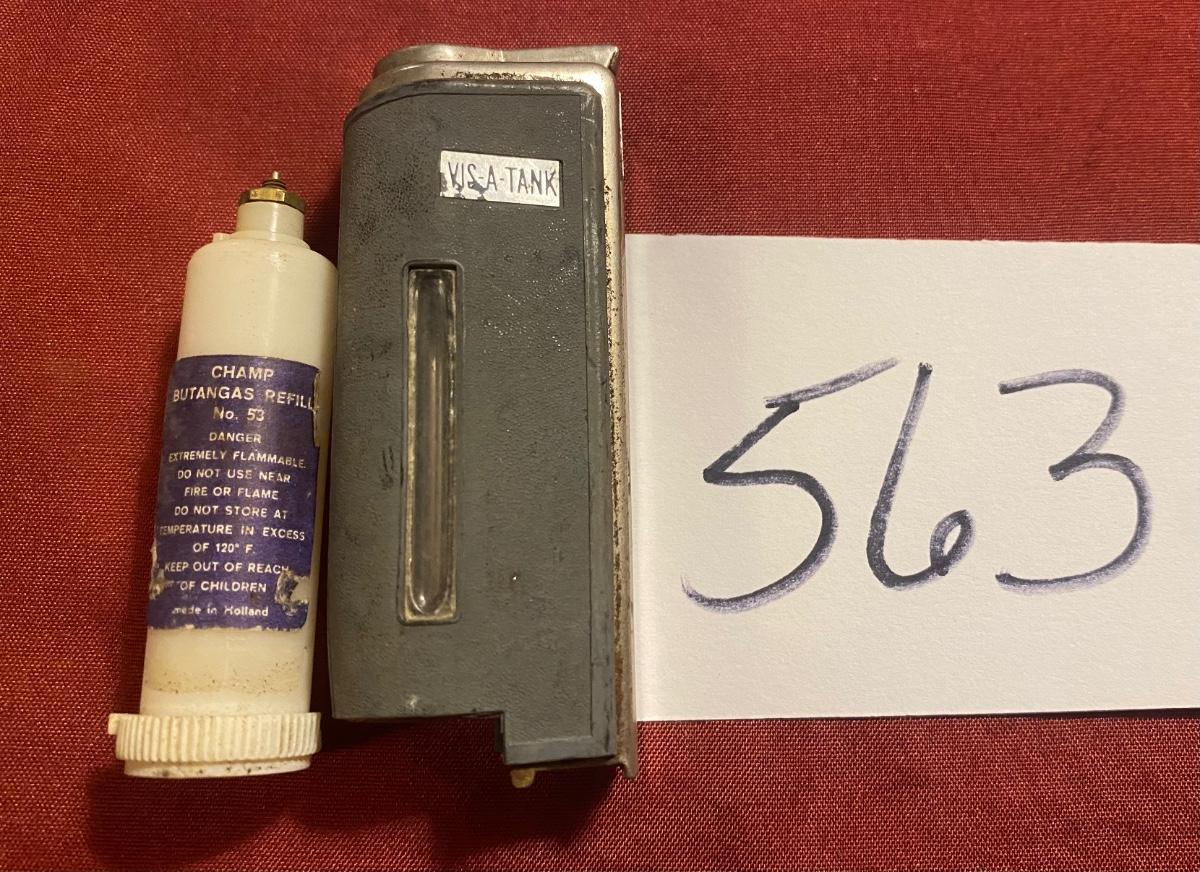 CHAMP
BUTANGAS REFILL
No. 53
DANGER
EXTREMELY FLAMMABLE
DO NOT USE NEAR
FIRE OR FLAME
DO NOT STORE AT
TEMPERATURE IN EXCESS
OF 120° F.
KEEP OUT OF REACH
OF CHILDREN
made in Holland
VIS-A-TANK
563